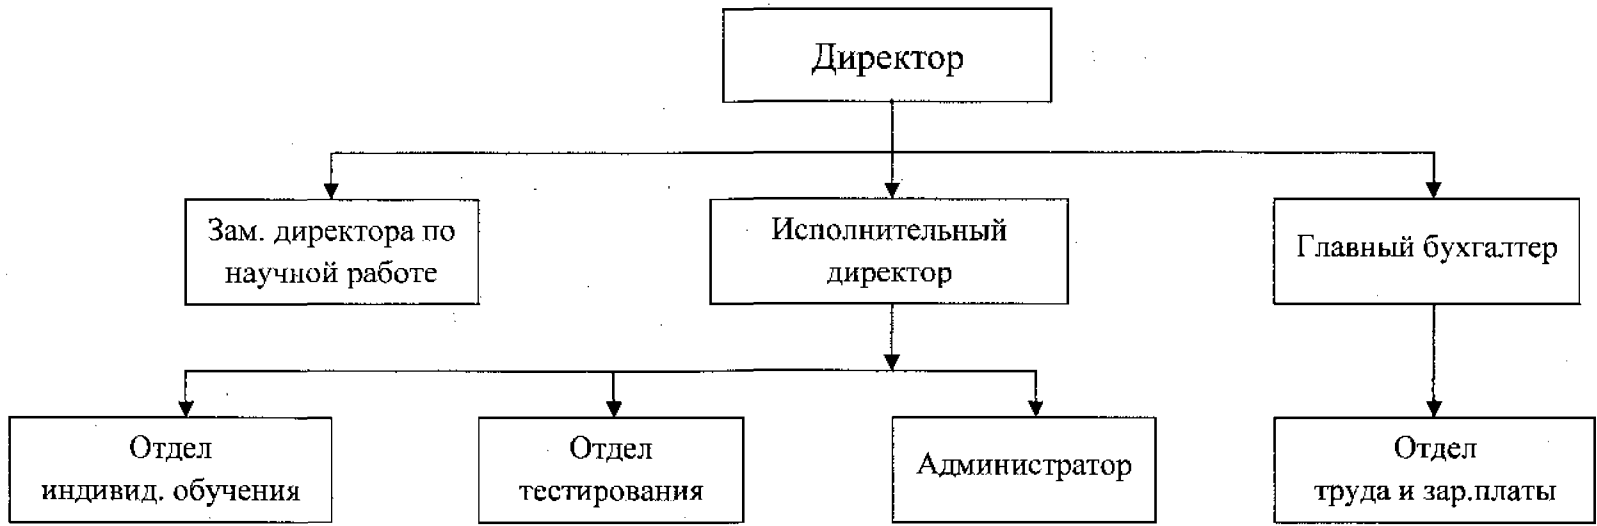 Директор
Зам. директора по
научной работе
Исполнительный
директор
Главный бухгалтер
Отдел
индивид. обучения
Отдел
тестирования
Администратор
Отдел
труда и зар.платы